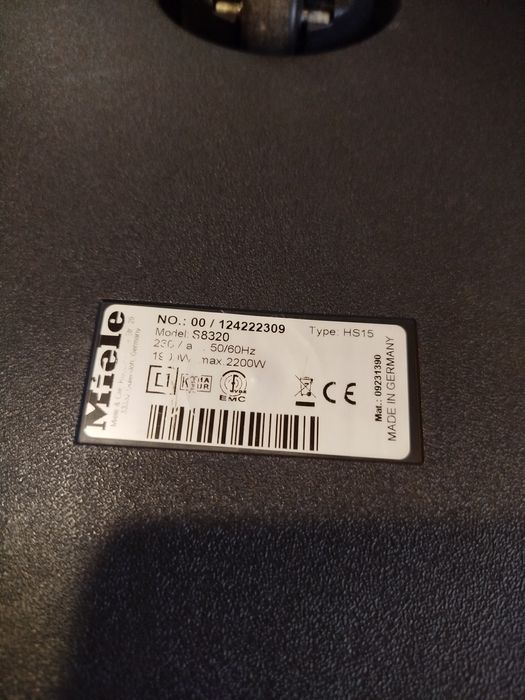 Miele
NO.: 00 / 124222309
Model: S8320
Type: HS15
50/60Hz
max.2200W
EMC
CE
Mat.: 09231390
MADE IN GERMANY
Germany